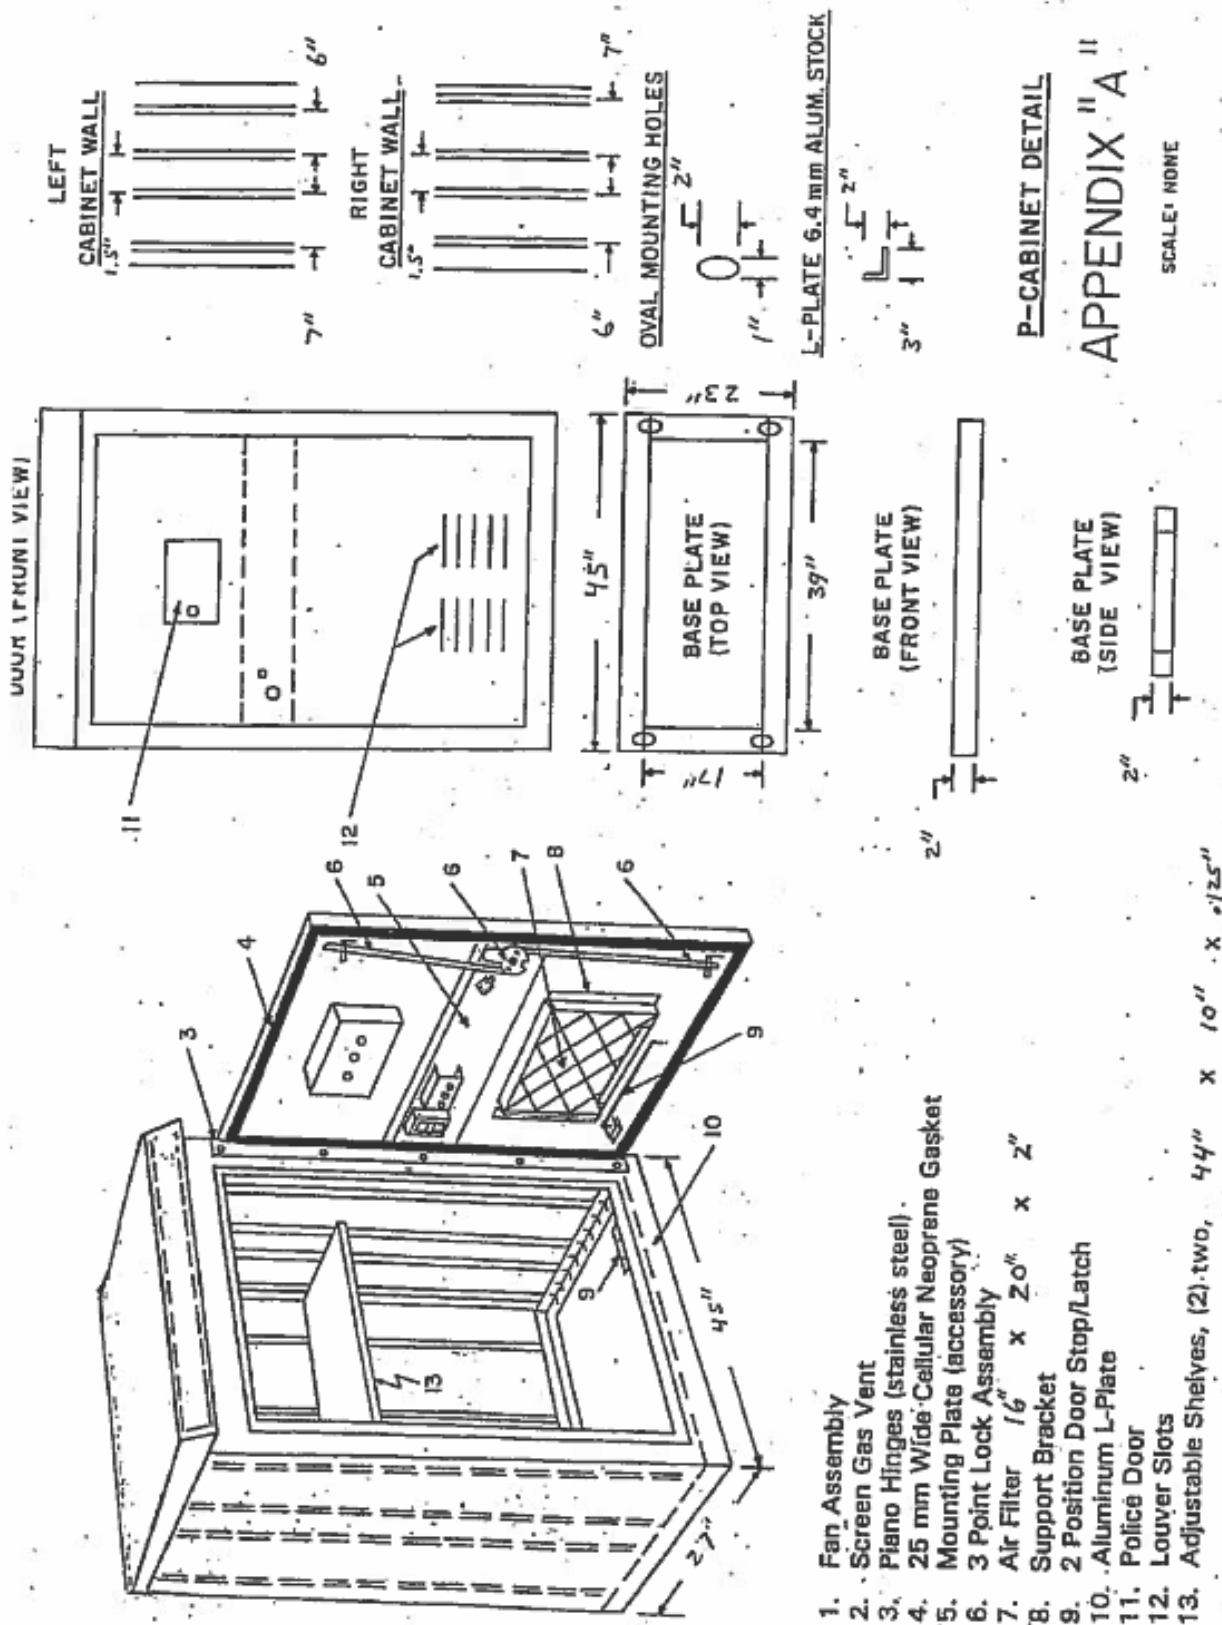 DOOR (FRONT VIEW)
11
12
LEFT
CABINET WALL
1.5"
7"
6"
RIGHT
CABINET WALL
1.5"
6"
7"
OVAL MOUNTING HOLES
2"
1"
L-PLATE 6.4 mm ALUM. STOCK
2"
3"
3
4
6
5
6
7
8
6
9
10
9
13
45"
27"
45"
23"
BASE PLATE
(TOP VIEW)
17"
39"
BASE PLATE
(FRONT VIEW)
2"
BASE PLATE
(SIDE VIEW)
2"
P-CABINET DETAIL
APPENDIX "A"
SCALE: NONE
1. Fan Assembly
2. Screen Gas Vent
3. Piano Hinges (stainless steel).
4. 25 mm Wide Cellular Neoprene Gasket
5. Mounting Plate (accessory)
6. 3 Point Lock Assembly
7. Air Filter 16" x 20" x 2"
8. Support Bracket
9. 2 Position Door Stop/Latch
10. Aluminum L-Plate
11. Police Door
12. Louver Slots
13. Adjustable Shelves, (2) two, 44" x 10" x .125"